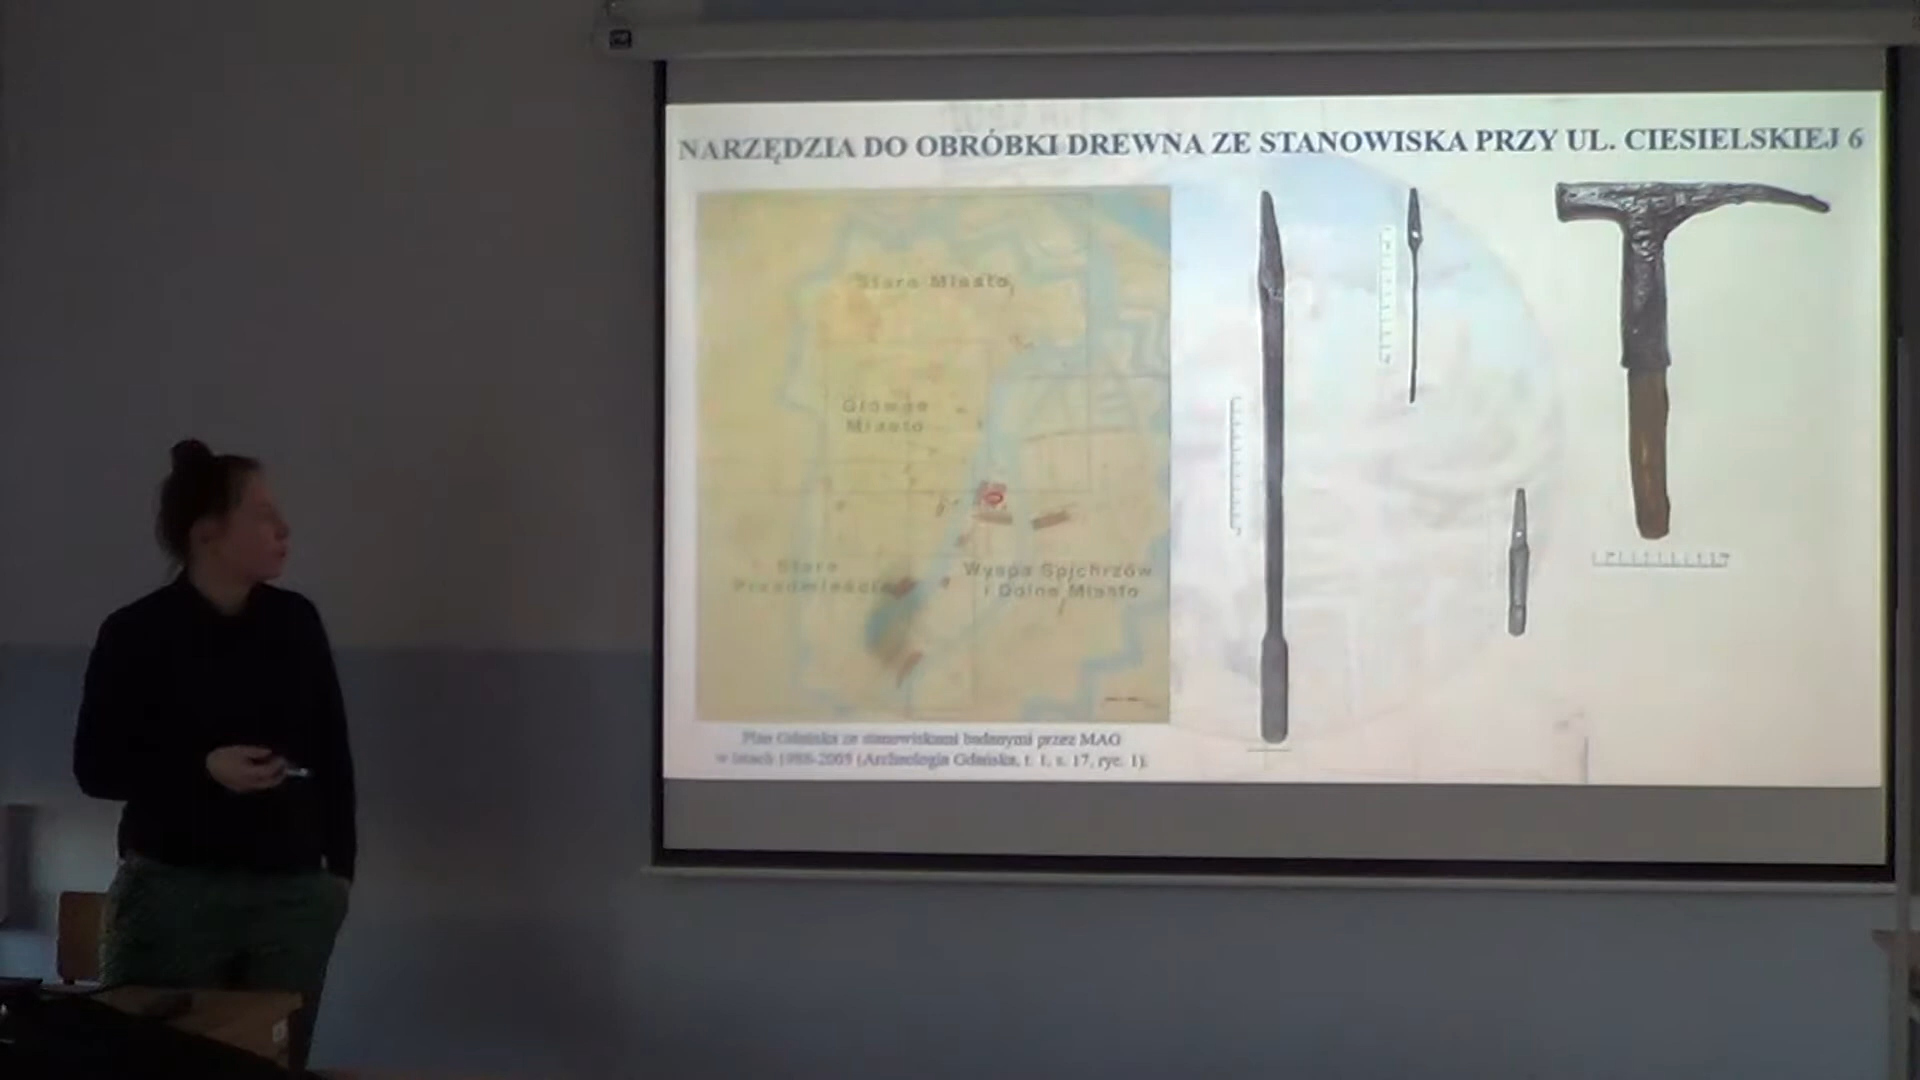 NARZĘDZIA DO OBRÓBKI DREWNA ZE STANOWISKA PRZY UL. CIESIELSKIEJ 6
Stare Miasto
Główne
Miasto
Stare
Przedmieście
Wyspa Spichrzów
i Dolne Miasto
Plan Gdańska ze stanowiskami badanymi przez MAG
w latach 1988-2005 (Archeologia Gdańska, t. 1, s. 17, ryc. 1).